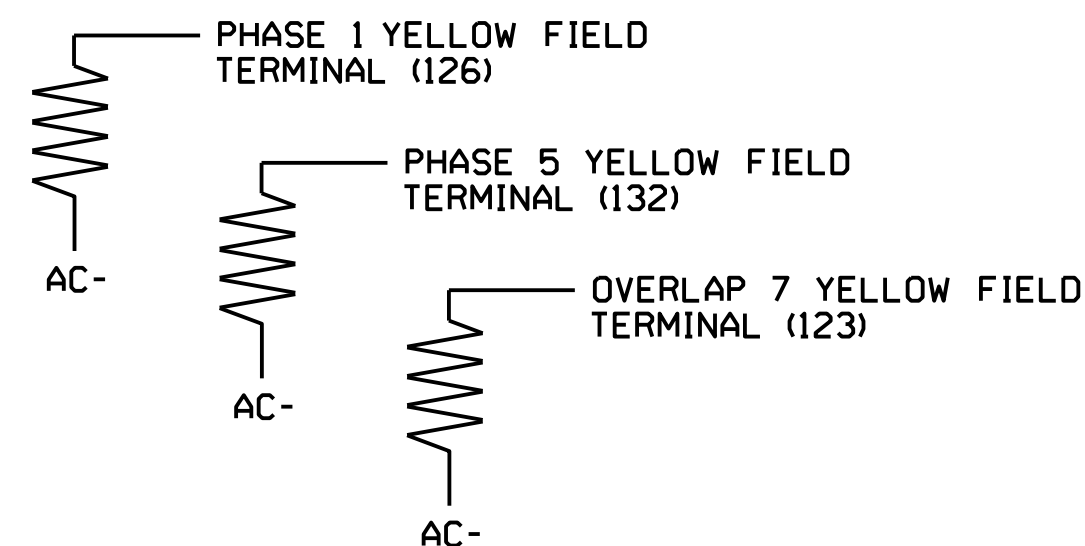 PHASE 1 YELLOW FIELD
TERMINAL (126)
AC-
PHASE 5 YELLOW FIELD
TERMINAL (132)
AC-
OVERLAP 7 YELLOW FIELD
TERMINAL (123)
AC-